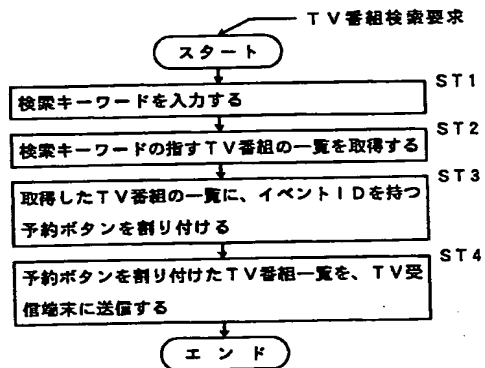 TV番組検索要求
スタート
ST1
検索キーワードを入力する
ST2
検索キーワードの指すTV番組の一覧を取得する
ST3
取得したTV番組の一覧に、イベントIDを持つ
予約ボタンを割り付ける
ST4
予約ボタンを割り付けたTV番組一覧を、TV受
信端末に送信する
エンド